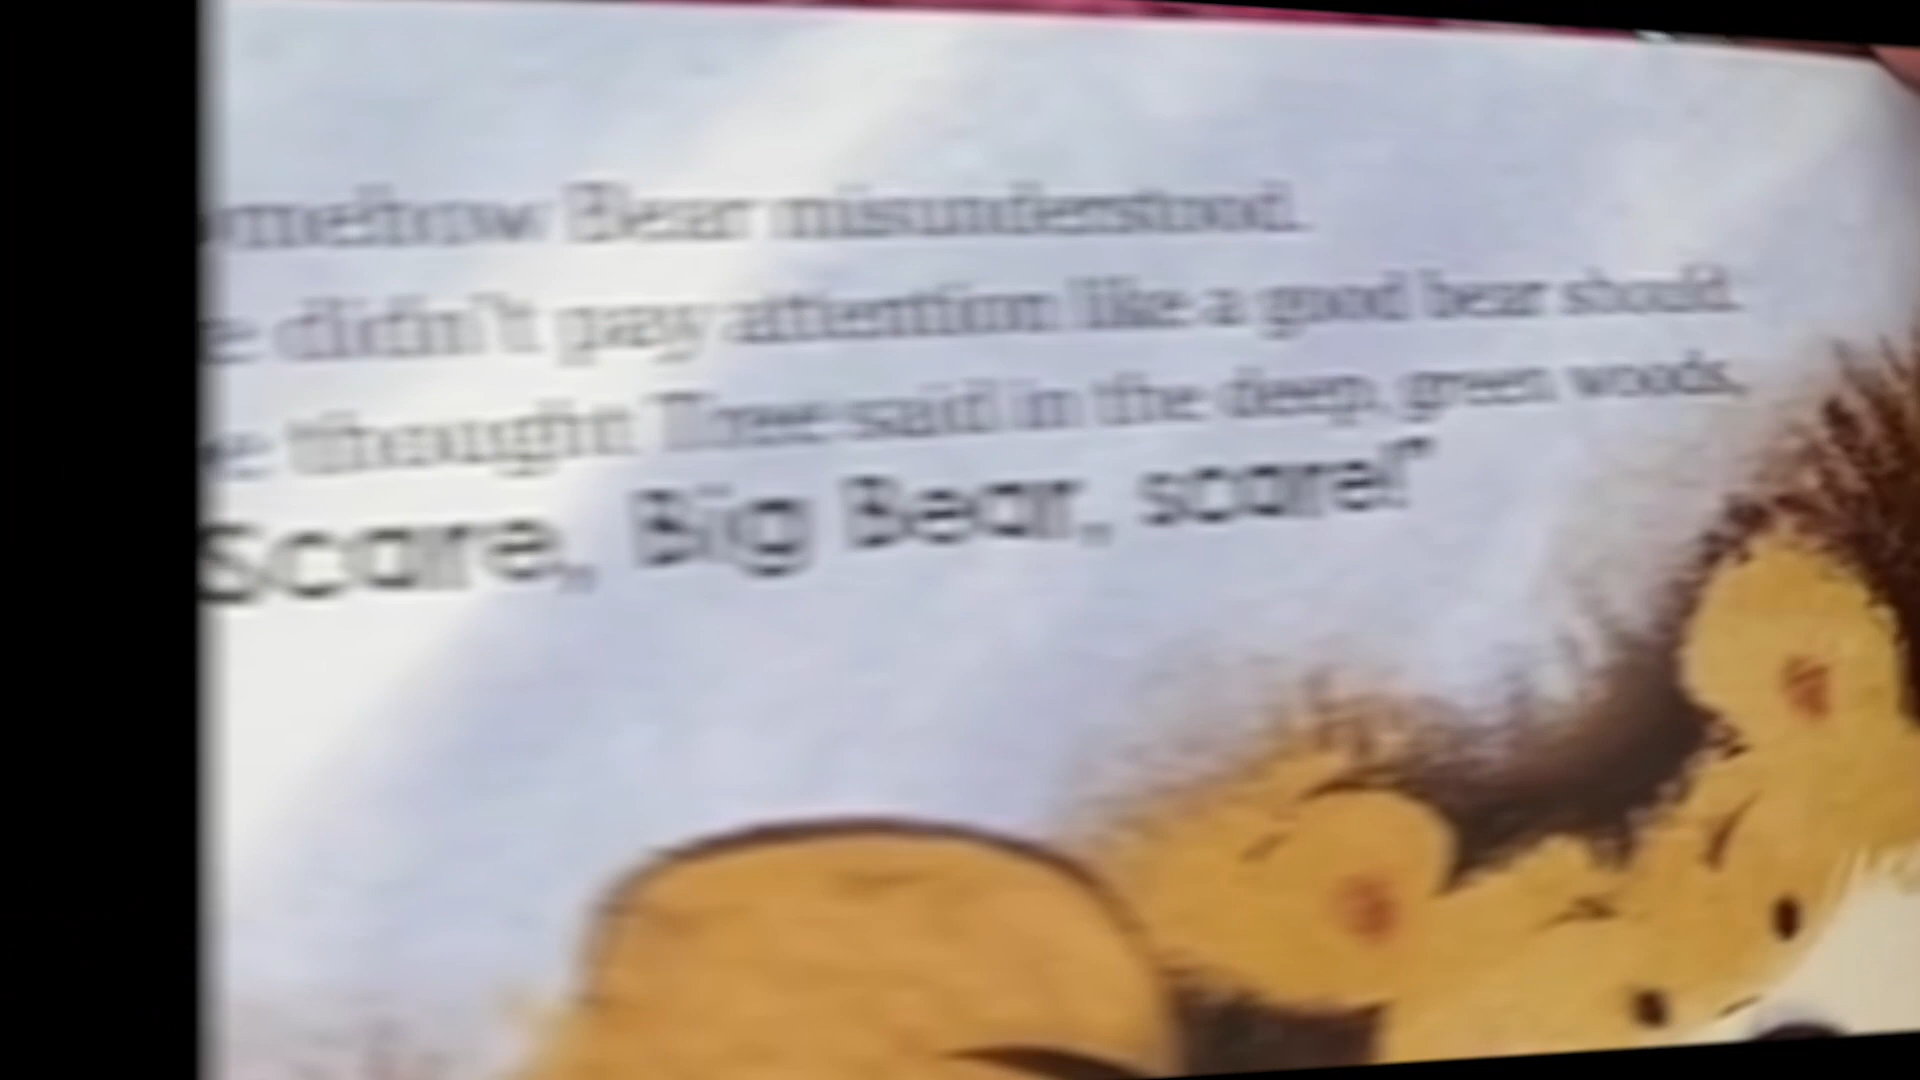 omehow Bear misunderstood.
e didn't pay attention like a good bear should.
e thought Tree said in the deep, green woods,
Scare, Big Bear, scare!"